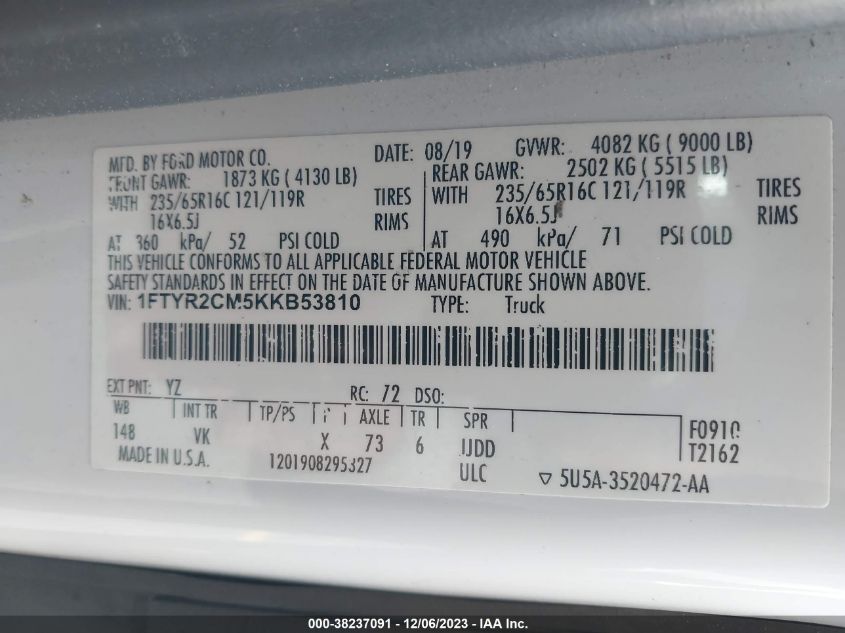 MFD. BY FORD MOTOR CO. DATE: 08/19 GVWR: 4082 KG ( 9000 LB)
FRONT GAWR: 1873 KG ( 4130 LB) REAR GAWR: 2502 KG ( 5515 LB)
WITH 235/65R16C 121/119R TIRES WITH 235/65R16C 121/119R TIRES
16X6.5J RIMS 16X6.5J RIMS
AT 360 kPa/ 52 PSI COLD AT 490 kPa/ 71 PSI COLD
THIS VEHICLE CONFORMS TO ALL APPLICABLE FEDERAL MOTOR VEHICLE
SAFETY STANDARDS IN EFFECT ON THE DATE OF MANUFACTURE SHOWN ABOVE.
VIN: 1FTYR2CM5KKB53810 TYPE: Truck
EXT PNT: YZ RC: 72 DSO:
WB INT TR TP/PS AXLE TR SPR F0910
148 VK X 73 6 JJDD T2162
MADE IN U.S.A. 1201908295327 ULC 5U5A-3520472-AA
000-38237091 - 12/06/2023 - IAA Inc.